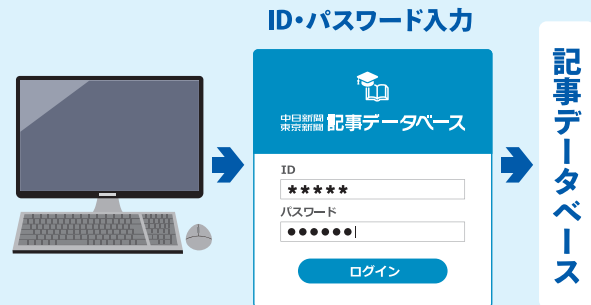 ID・パスワード入力
中日新聞
東京新聞
記事データベース
ID
*****
パスワード
●●●●●●
ログイン
記事データベース